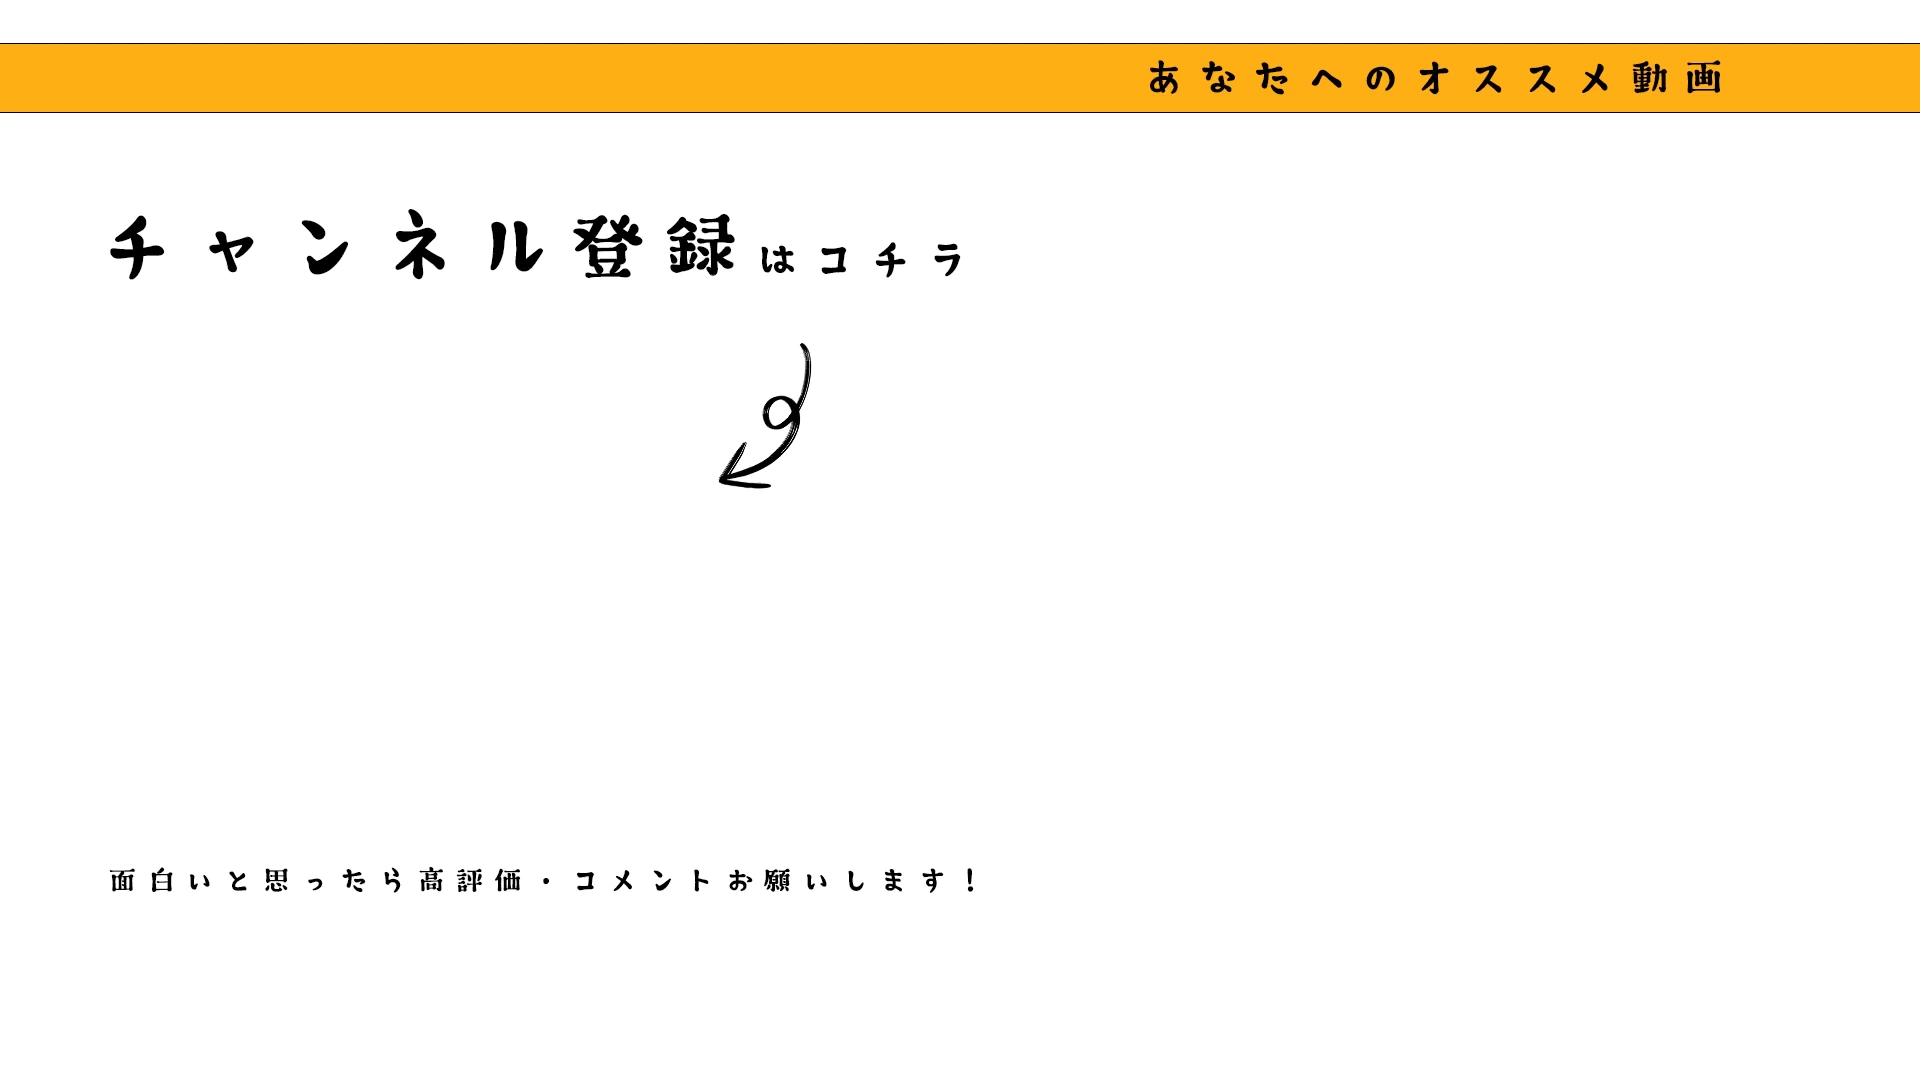 あなたへのオススメ動画
チャンネル登録はコチラ
面白いと思ったら高評価・コメントお願いします！